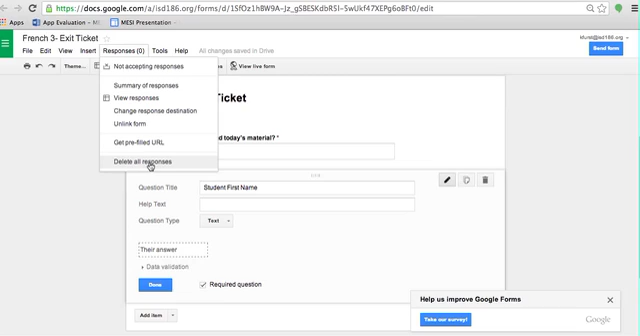 https://docs.google.com/a/isd186.org/forms/d/1SfOz1hBW9A-jz_gSBESKdbRSI-5wUkf47XEPg6oBFt0/edit
Apps
App Evaluation – M...
MESI Presentation - ...
French 3- Exit Ticket
Murst@isd186.org
File Edit View Insert Responses (0) Tools Help All changes saved in Drive
Send form
Theme...
View live form
Not accepting responses
Summary of responses
View responses
Change response destination
Unlink form
Get pre-filled URL
Delete all responses
Ticket
d today's material? *
Question Title
Student First Name
Help Text
Question Type
Text
Their answer
Data validation
Done
Required question
Add item
Help us improve Google Forms
Take our survey!
Google